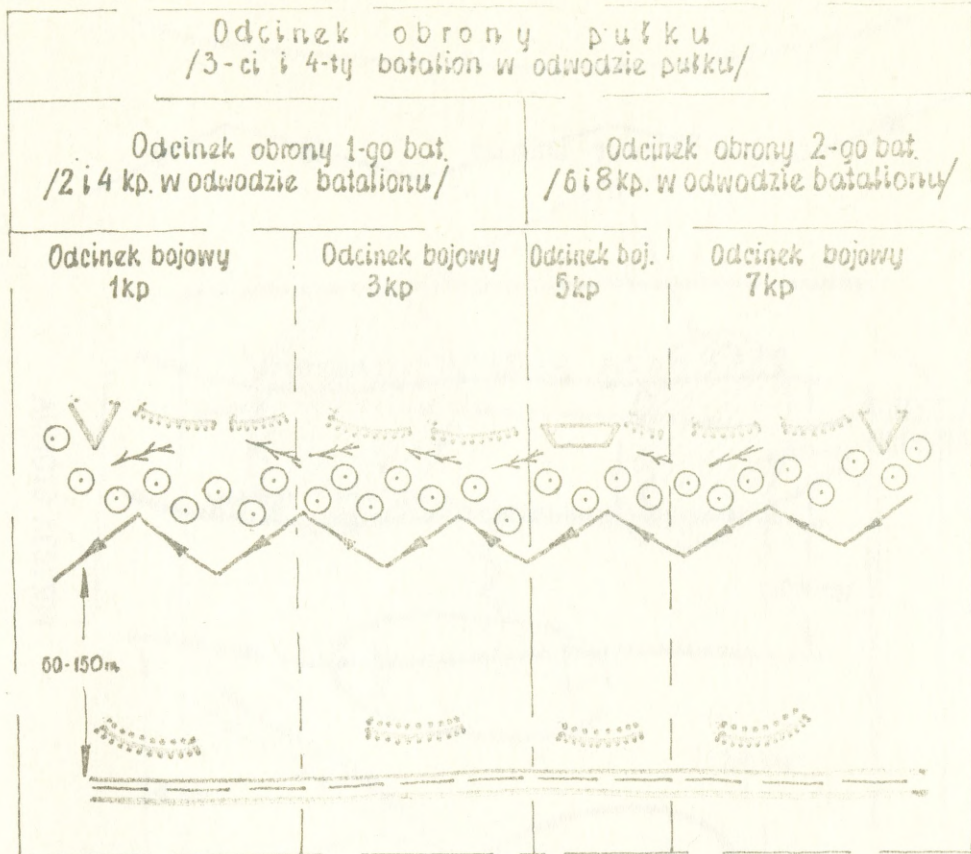 Odcinek obrony pułku
/3-ci i 4-ty batalion w odwodzie pułku/
Odcinek obrony 1-go bat.
/2 i 4 kp. w odwodzie batalionu/
Odcinek obrony 2-go bat.
/6 i 8 kp. w odwodzie batalionu/
Odcinek bojowy
1kp
Odcinek bojowy
3kp
Odcinek boj.
5kp
Odcinek bojowy
7kp
60-150m